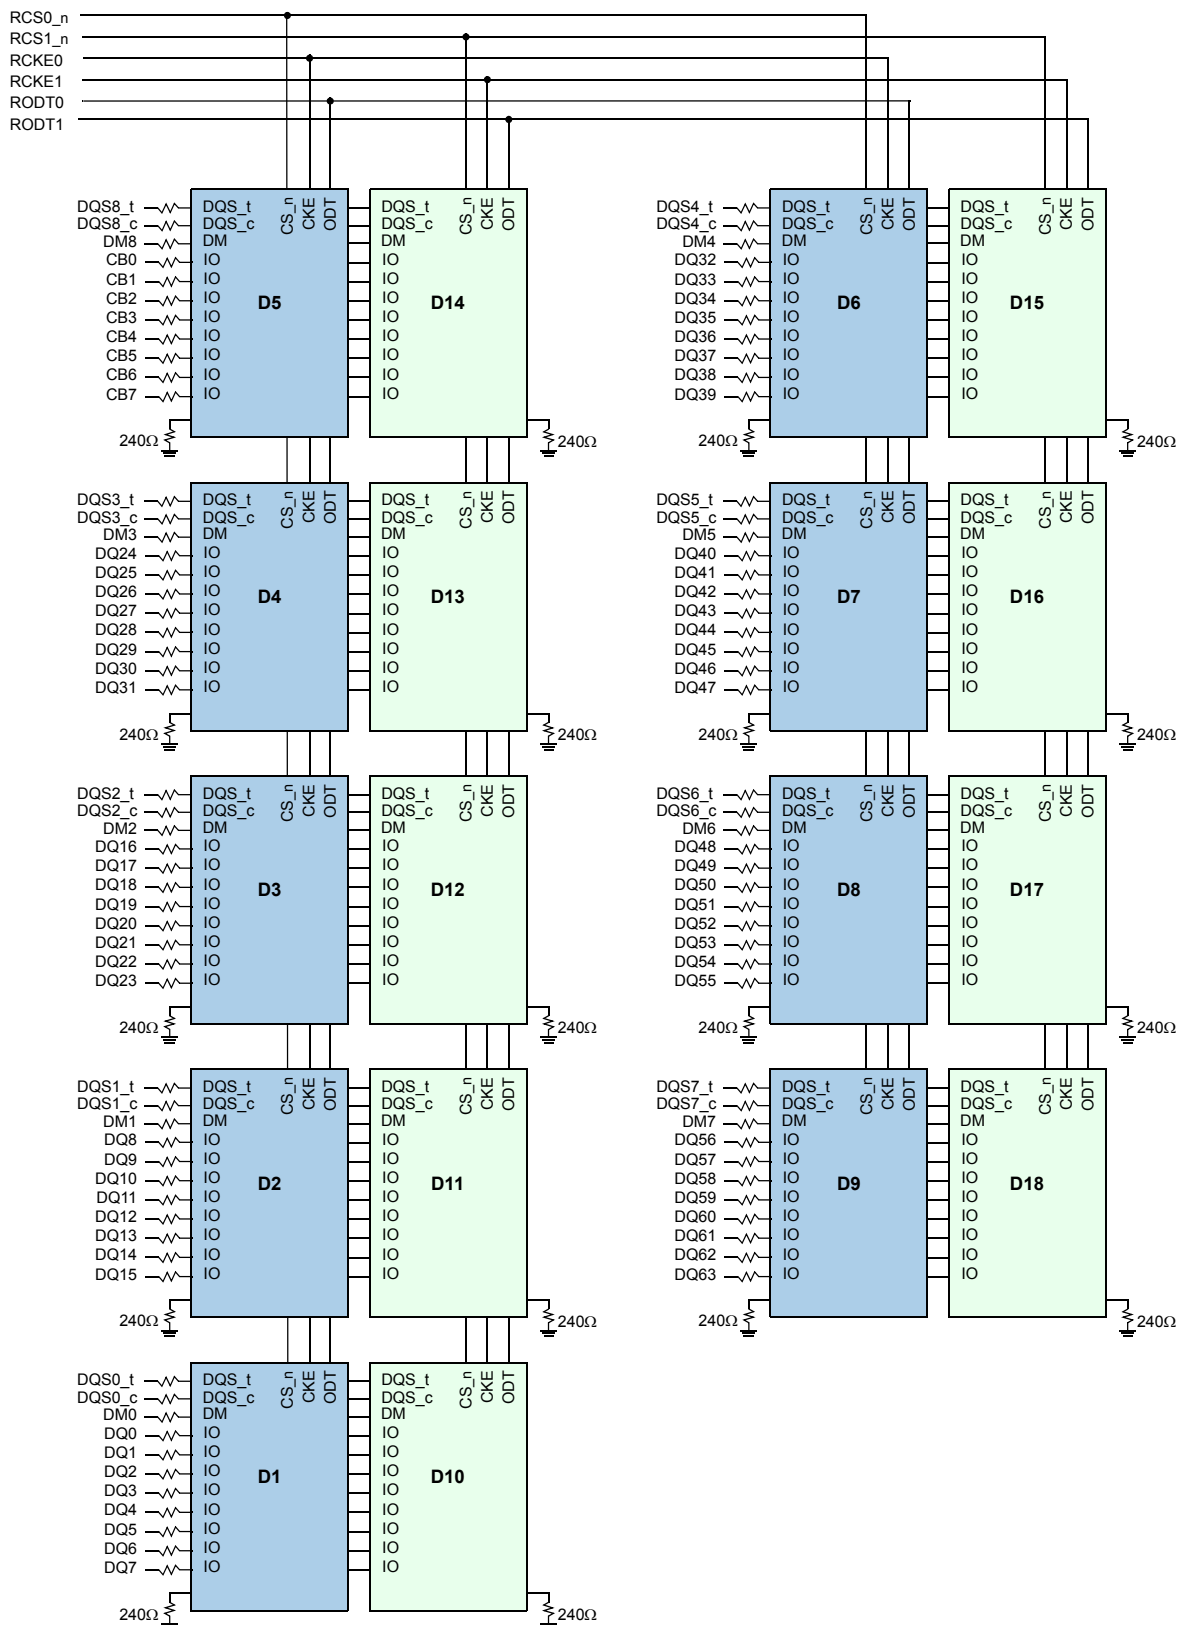 RCS0_n
RCS1_n
RCKE0
RCKE1
RODT0
RODT1
DQS8_t DQS_t CS_n CKE ODT DQS_t CS_n CKE ODT
DQS8_c DQS_c DQS_c
DM8 DM DM
CB0 IO IO
CB1 IO IO
CB2 IO IO
D5 D14
CB3 IO IO
CB4 IO IO
CB5 IO IO
CB6 IO IO
CB7 IO IO
240Ω 240Ω
DQS3_t DQS_t CS_n CKE ODT DQS_t CS_n CKE ODT
DQS3_c DQS_c DQS_c
DM3 DM DM
DQ24 IO IO
DQ25 IO IO
DQ26 IO IO
D4 D13
DQ27 IO IO
DQ28 IO IO
DQ29 IO IO
DQ30 IO IO
DQ31 IO IO
240Ω 240Ω
DQS2_t DQS_t CS_n CKE ODT DQS_t CS_n CKE ODT
DQS2_c DQS_c DQS_c
DM2 DM DM
DQ16 IO IO
DQ17 IO IO
DQ18 IO IO
D3 D12
DQ19 IO IO
DQ20 IO IO
DQ21 IO IO
DQ22 IO IO
DQ23 IO IO
240Ω 240Ω
DQS1_t DQS_t CS_n CKE ODT DQS_t CS_n CKE ODT
DQS1_c DQS_c DQS_c
DM1 DM DM
DQ8 IO IO
DQ9 IO IO
DQ10 IO IO
D2 D11
DQ11 IO IO
DQ12 IO IO
DQ13 IO IO
DQ14 IO IO
DQ15 IO IO
240Ω 240Ω
DQS0_t DQS_t CS_n CKE ODT DQS_t CS_n CKE ODT
DQS0_c DQS_c DQS_c
DM0 DM DM
DQ0 IO IO
DQ1 IO IO
DQ2 IO IO
D1 D10
DQ3 IO IO
DQ4 IO IO
DQ5 IO IO
DQ6 IO IO
DQ7 IO IO
240Ω 240Ω
DQS4_t DQS_t CS_n CKE ODT DQS_t CS_n CKE ODT
DQS4_c DQS_c DQS_c
DM4 DM DM
DQ32 IO IO
DQ33 IO IO
DQ34 IO IO
D6 D15
DQ35 IO IO
DQ36 IO IO
DQ37 IO IO
DQ38 IO IO
DQ39 IO IO
240Ω 240Ω
DQS5_t DQS_t CS_n CKE ODT DQS_t CS_n CKE ODT
DQS5_c DQS_c DQS_c
DM5 DM DM
DQ40 IO IO
DQ41 IO IO
DQ42 IO IO
D7 D16
DQ43 IO IO
DQ44 IO IO
DQ45 IO IO
DQ46 IO IO
DQ47 IO IO
240Ω 240Ω
DQS6_t DQS_t CS_n CKE ODT DQS_t CS_n CKE ODT
DQS6_c DQS_c DQS_c
DM6 DM DM
DQ48 IO IO
DQ49 IO IO
DQ50 IO IO
D8 D17
DQ51 IO IO
DQ52 IO IO
DQ53 IO IO
DQ54 IO IO
DQ55 IO IO
240Ω 240Ω
DQS7_t DQS_t CS_n CKE ODT DQS_t CS_n CKE ODT
DQS7_c DQS_c DQS_c
DM7 DM DM
DQ56 IO IO
DQ57 IO IO
DQ58 IO IO
D9 D18
DQ59 IO IO
DQ60 IO IO
DQ61 IO IO
DQ62 IO IO
DQ63 IO IO
240Ω 240Ω